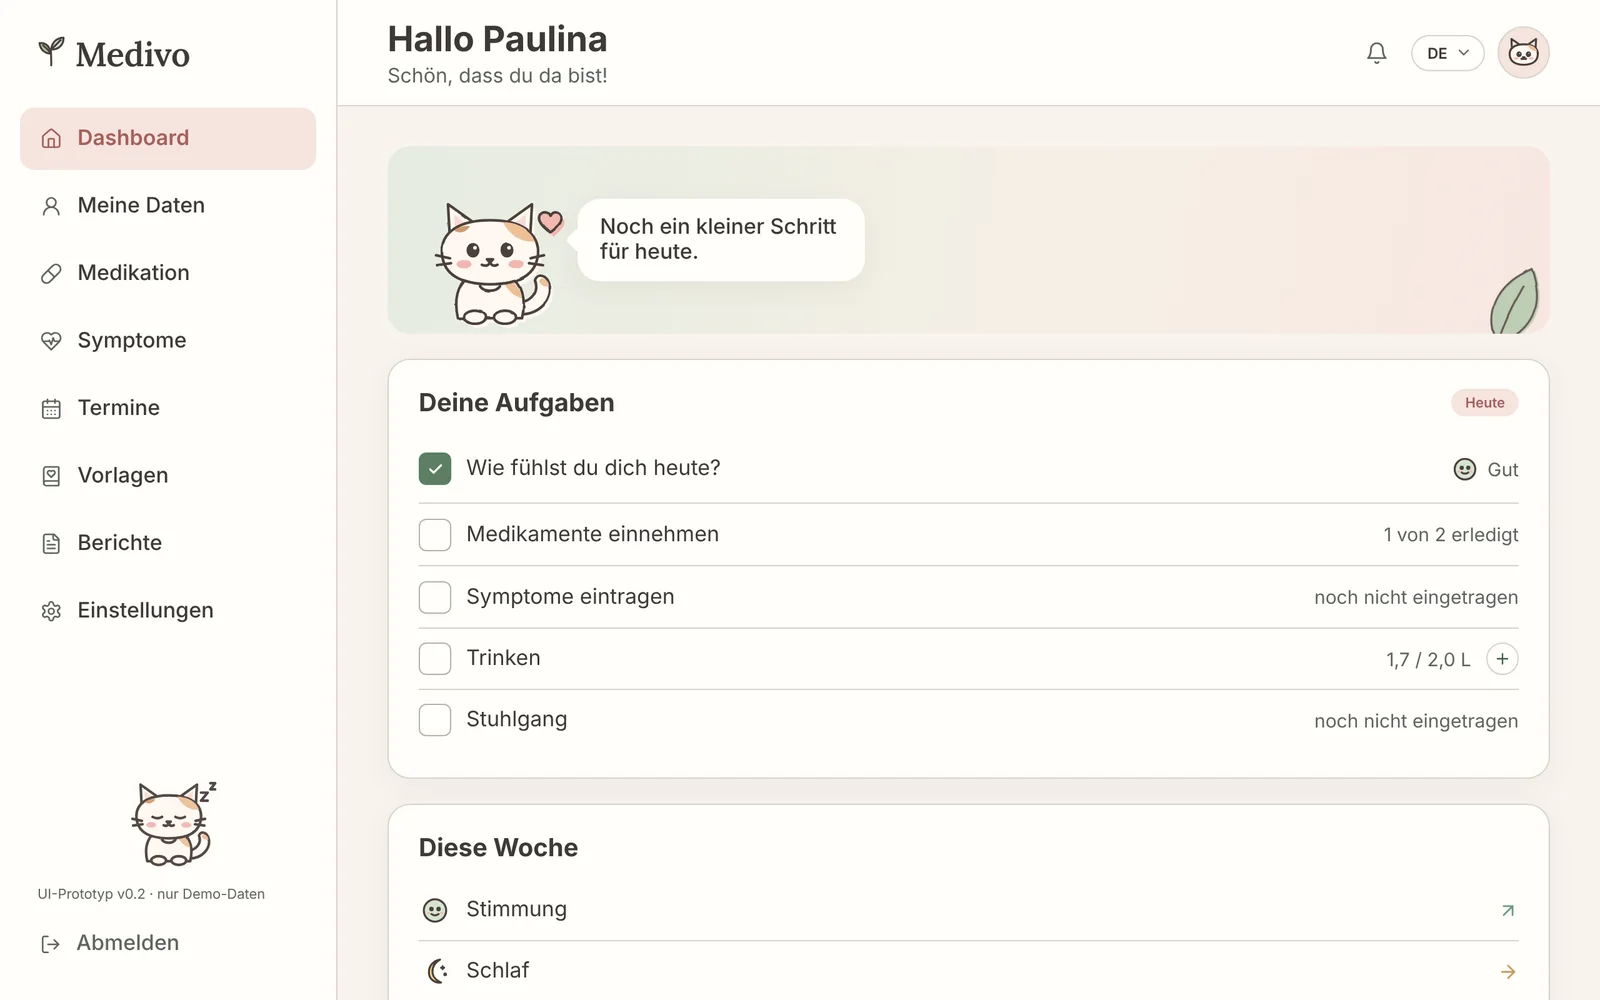 Medivo
Dashboard
Meine Daten
Medikation
Symptome
Termine
Vorlagen
Berichte
Einstellungen
z z
UI-Prototyp v0.2 · nur Demo-Daten
Abmelden
Hallo Paulina
Schön, dass du da bist!
DE
Noch ein kleiner Schritt
für heute.
Deine Aufgaben
Heute
Wie fühlst du dich heute?
Gut
Medikamente einnehmen
1 von 2 erledigt
Symptome eintragen
noch nicht eingetragen
Trinken
1,7 / 2,0 L
Stuhlgang
noch nicht eingetragen
Diese Woche
Stimmung
Schlaf